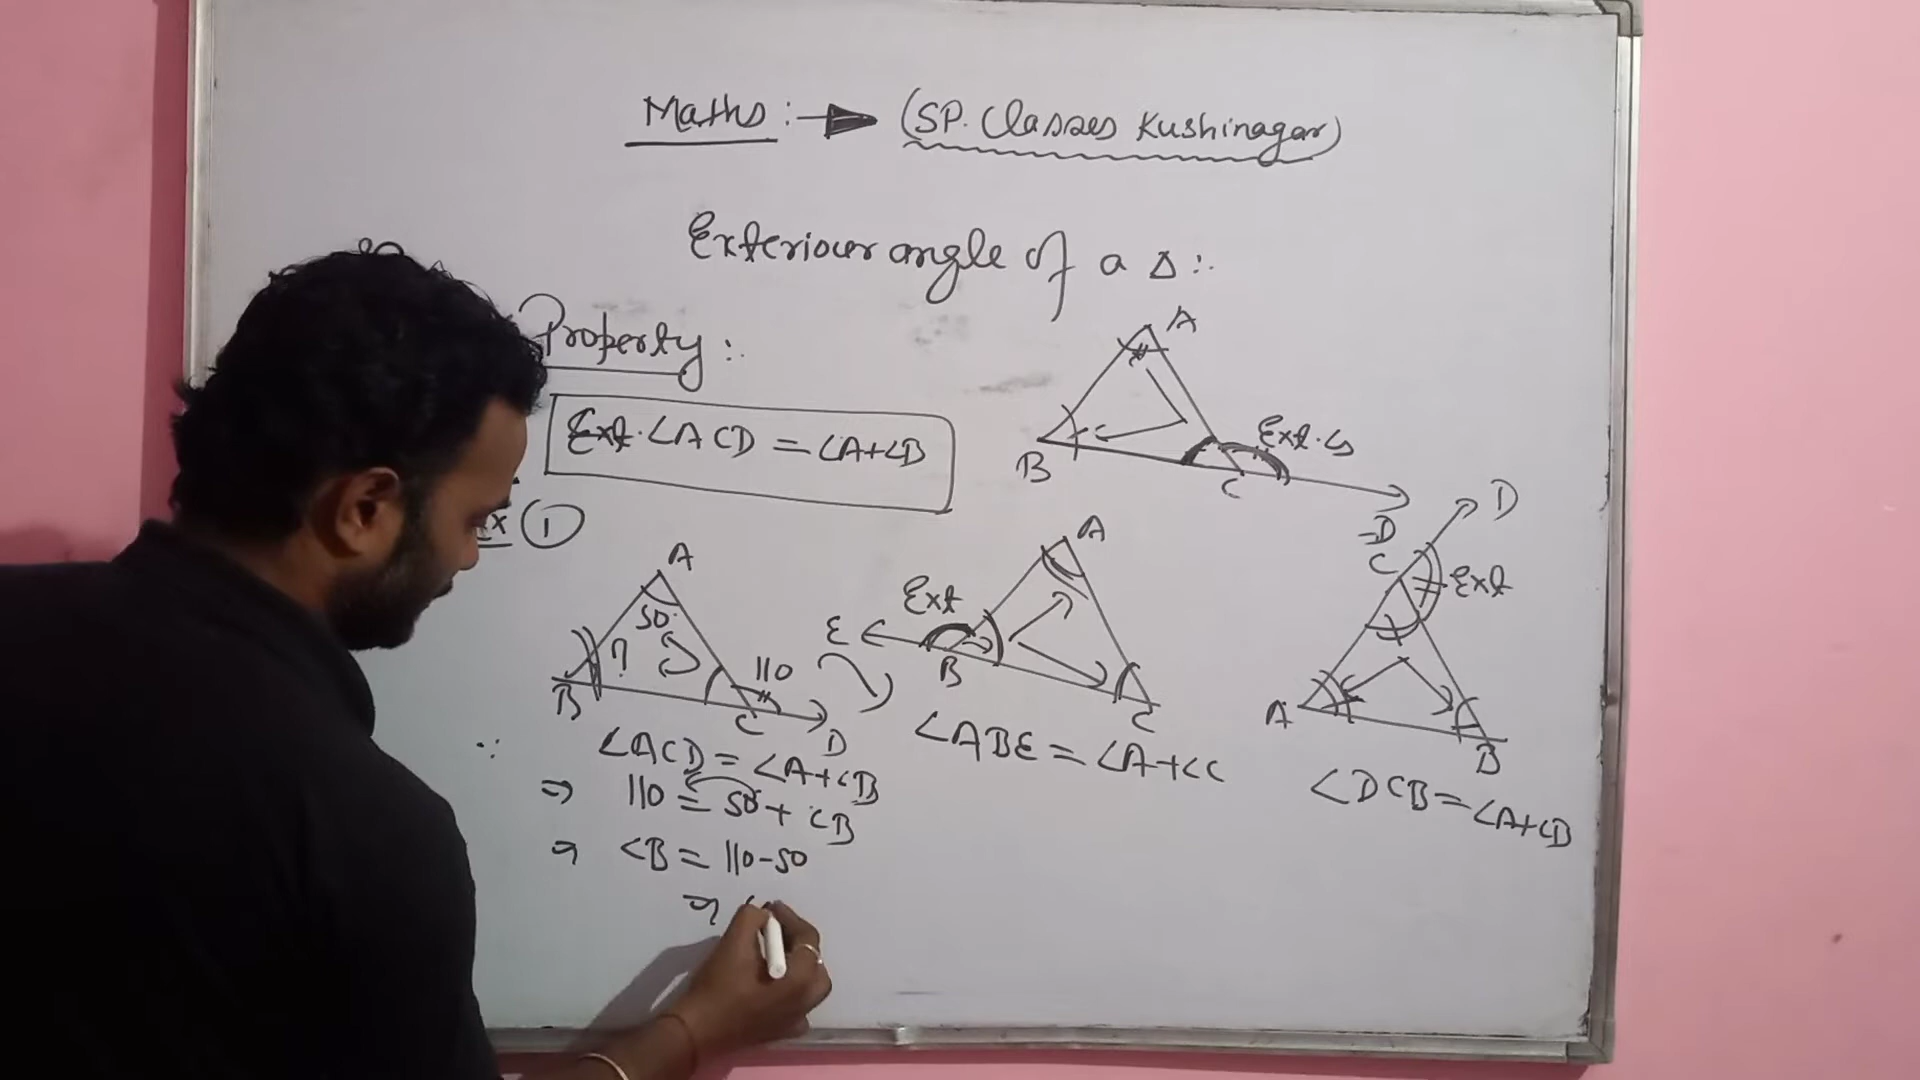 Maths :→ (SP. Classes Kushinagar)
Exteriour angle of a Δ :.
Property :.
Ext. ∠ACD = ∠A+∠B
A
B
C
D
Ext. ∠s
Ex ①
A
50°
?
110
B
C
D
A
Ext
E
B
C
D
C
Ext
A
B
∴ ∠ACD = ∠A+∠B
⇒ 110 = 50 + ∠B
⇒ ∠B = 110-50
⇒
∠ABE = ∠A+∠C
∠DCB = ∠A+∠B